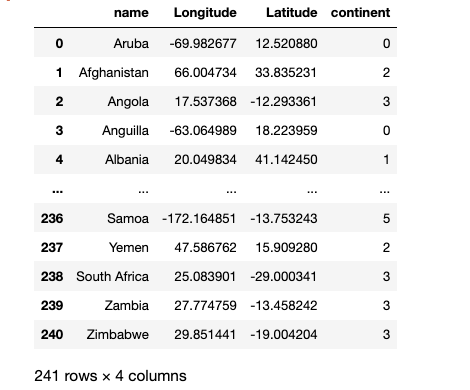 name Longitude Latitude continent
0 Aruba -69.982677 12.520880 0
1 Afghanistan 66.004734 33.835231 2
2 Angola 17.537368 -12.293361 3
3 Anguilla -63.064989 18.223959 0
4 Albania 20.049834 41.142450 1
... ... ... ... ...
236 Samoa -172.164851 -13.753243 5
237 Yemen 47.586762 15.909280 2
238 South Africa 25.083901 -29.000341 3
239 Zambia 27.774759 -13.458242 3
240 Zimbabwe 29.851441 -19.004204 3
241 rows × 4 columns